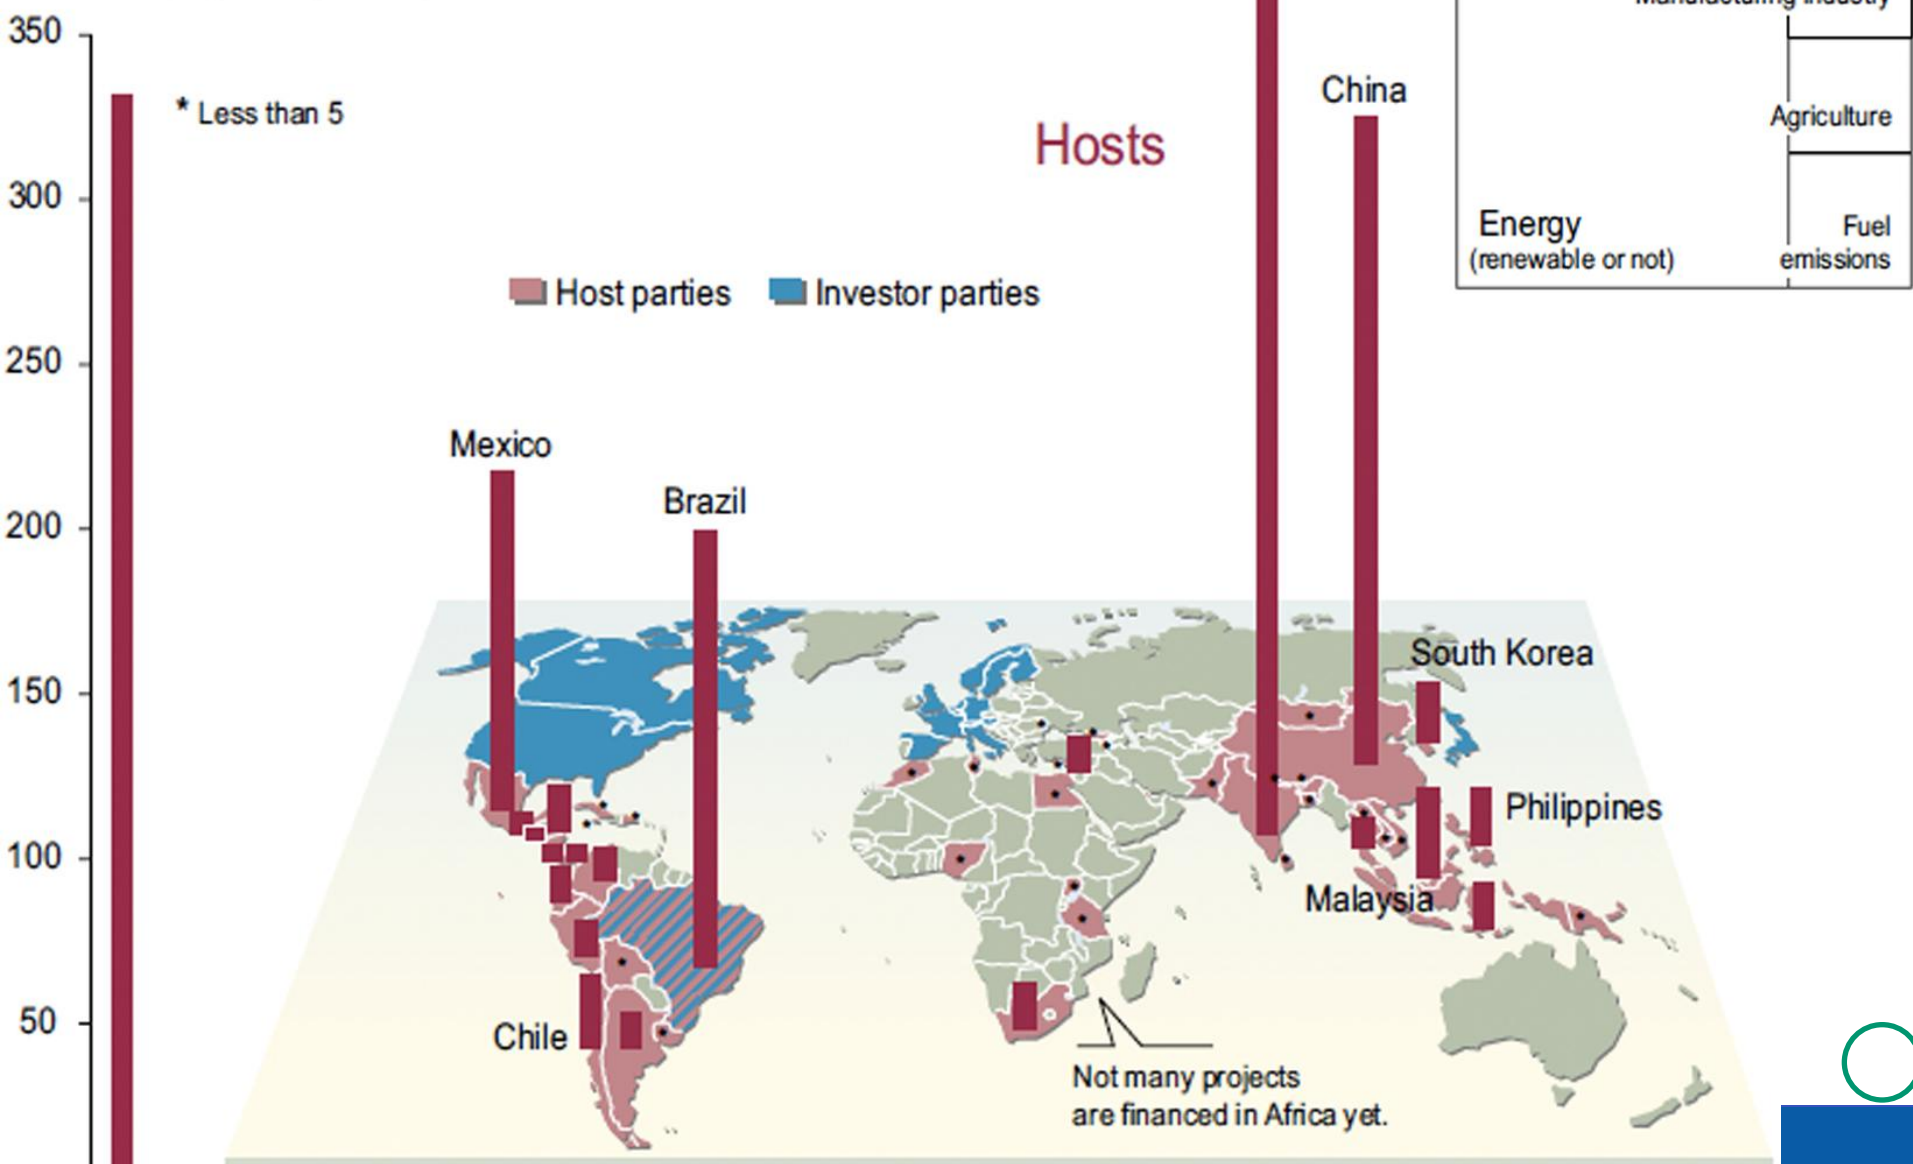 350
300
250
200
150
100
50
* Less than 5
Hosts
Host parties
Investor parties
Manufacturing industry
Agriculture
Energy
(renewable or not)
Fuel
emissions
China
Mexico
Brazil
South Korea
Philippines
Malaysia
Chile
Not many projects
are financed in Africa yet.